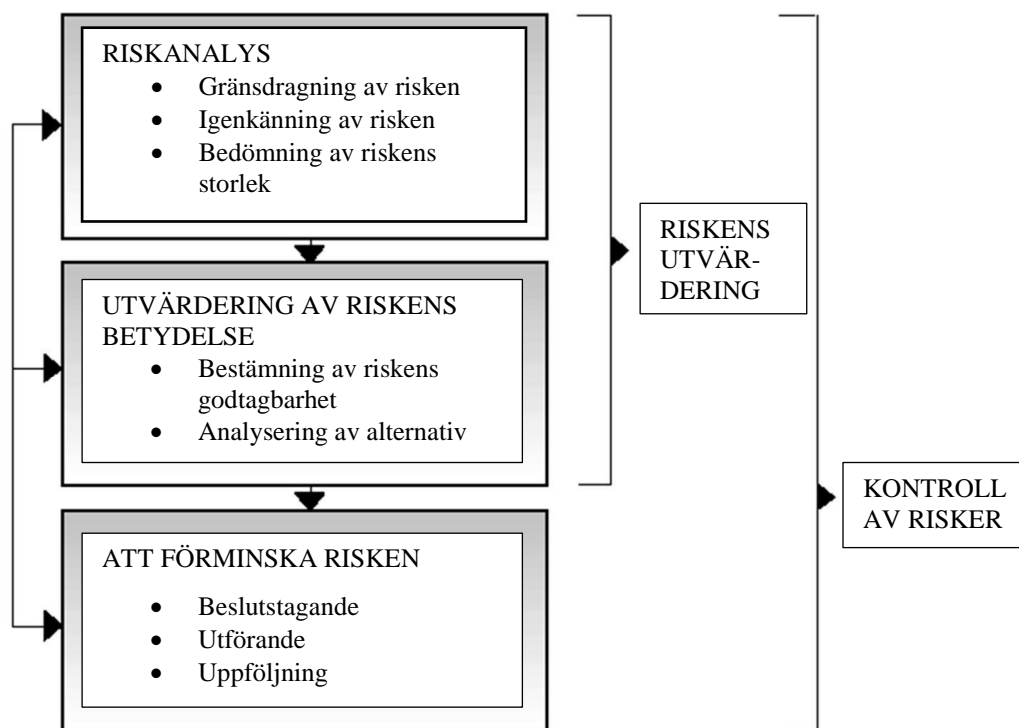 RISKANALYS
• Gränsdragning av risken
• Igenkänning av risken
• Bedömning av riskens
storlek
UTVÄRDERING AV RISKENS
BETYDELSE
• Bestämning av riskens
godtagbarhet
• Analysering av alternativ
ATT FÖRMINSKA RISKEN
• Beslutstagande
• Utförande
• Uppföljning
RISKENS
UTVÄR-
DERING
KONTROLL
AV RISKER